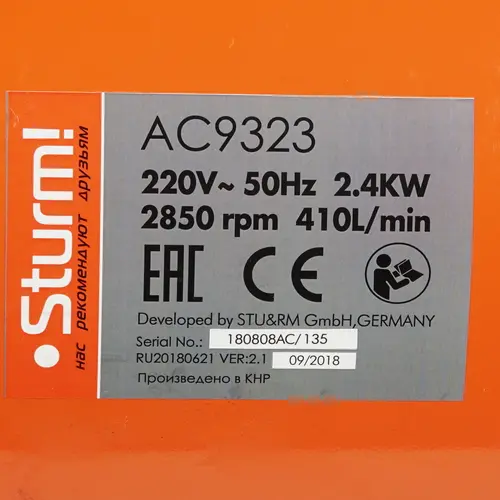 •Sturm!
нас рекомендуют друзьям
AC9323
220V~ 50Hz 2.4KW
2850 rpm 410L/min
EAC CE
Developed by STU&RM GmbH,GERMANY
Serial No.: 180808AC/135
RU20180621 VER:2.1 09/2018
Произведено в КНР